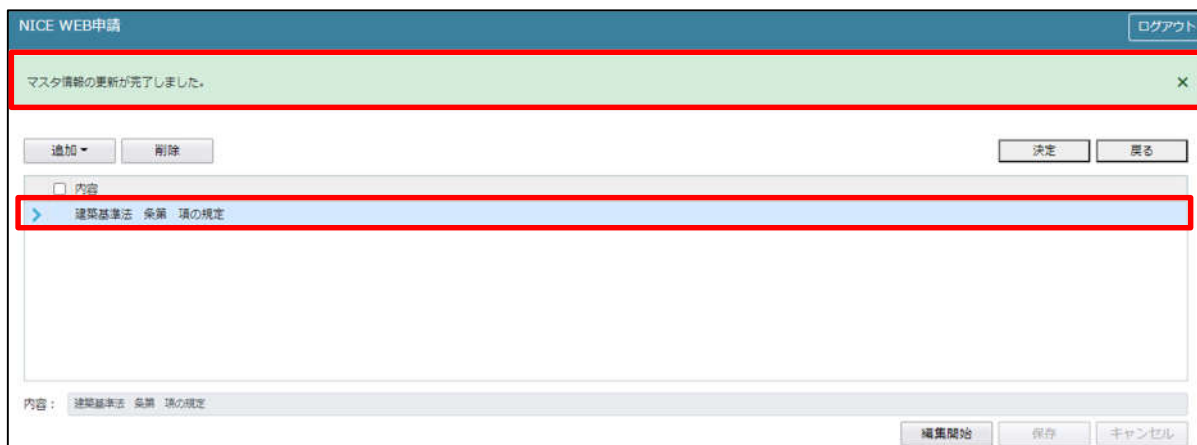 NICE WEB申請
ログアウト
マスタ情報の更新が完了しました。
×
追加 削除 決定 戻る
内容
建築基準法 条第 項の規定
内容: 建築基準法 条第 項の規定
編集開始 保存 キャンセル